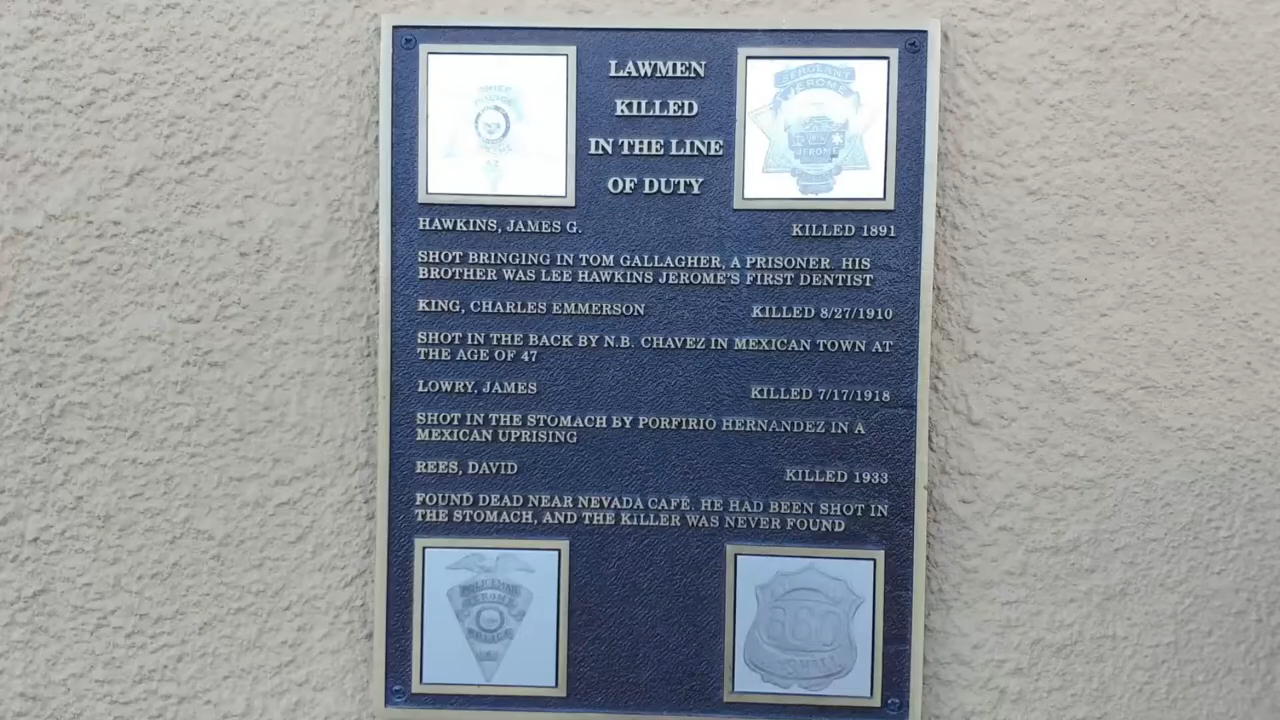 LAWMEN
KILLED
IN THE LINE
OF DUTY
CHIEF
POLICE
SERGEANT
JEROME
JEROME
HAWKINS, JAMES G. KILLED 1891
SHOT BRINGING IN TOM GALLAGHER, A PRISONER. HIS
BROTHER WAS LEE HAWKINS JEROME'S FIRST DENTIST
KING, CHARLES EMMERSON KILLED 8/27/1910
SHOT IN THE BACK BY N.B. CHAVEZ IN MEXICAN TOWN AT
THE AGE OF 47
LOWRY, JAMES KILLED 7/17/1918
SHOT IN THE STOMACH BY PORFIRIO HERNANDEZ IN A
MEXICAN UPRISING
REES, DAVID KILLED 1933
FOUND DEAD NEAR NEVADA CAFÉ. HE HAD BEEN SHOT IN
THE STOMACH, AND THE KILLER WAS NEVER FOUND
POLICEMAN
JEROME
POLICE